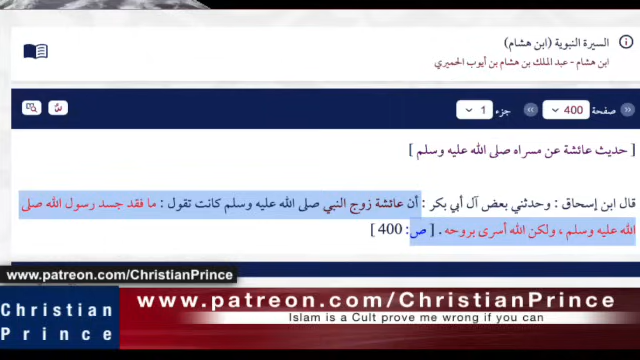 السيرة النبوية (ابن هشام)
ابن هشام - عبد الملك بن هشام بن أيوب الحميري
صفحة 400 جزء 1
[ حديث عائشة عن مسراه صلى الله عليه وسلم ]
قال ابن إسحاق : وحدثني بعض آل أبي بكر : أن عائشة زوج النبي صلى الله عليه وسلم كانت تقول : ما فقد جسد رسول الله صلى
الله عليه وسلم ، ولكن الله أسرى بروحه . [ ص: 400 ]
www.patreon.com/ChristianPrince
Christian
Prince
www.patreon.com/ChristianPrince
Islam is a Cult prove me wrong if you can